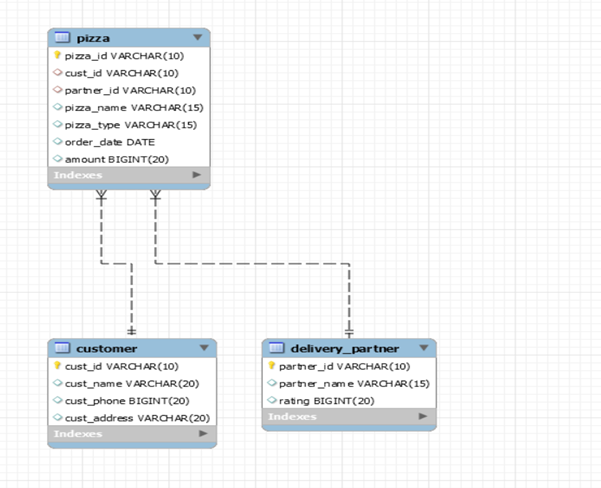 pizza
pizza_id VARCHAR(10)
cust_id VARCHAR(10)
partner_id VARCHAR(10)
pizza_name VARCHAR(15)
pizza_type VARCHAR(15)
order_date DATE
amount BIGINT(20)
Indexes
customer
cust_id VARCHAR(10)
cust_name VARCHAR(20)
cust_phone BIGINT(20)
cust_address VARCHAR(20)
Indexes
delivery_partner
partner_id VARCHAR(10)
partner_name VARCHAR(15)
rating BIGINT(20)
Indexes